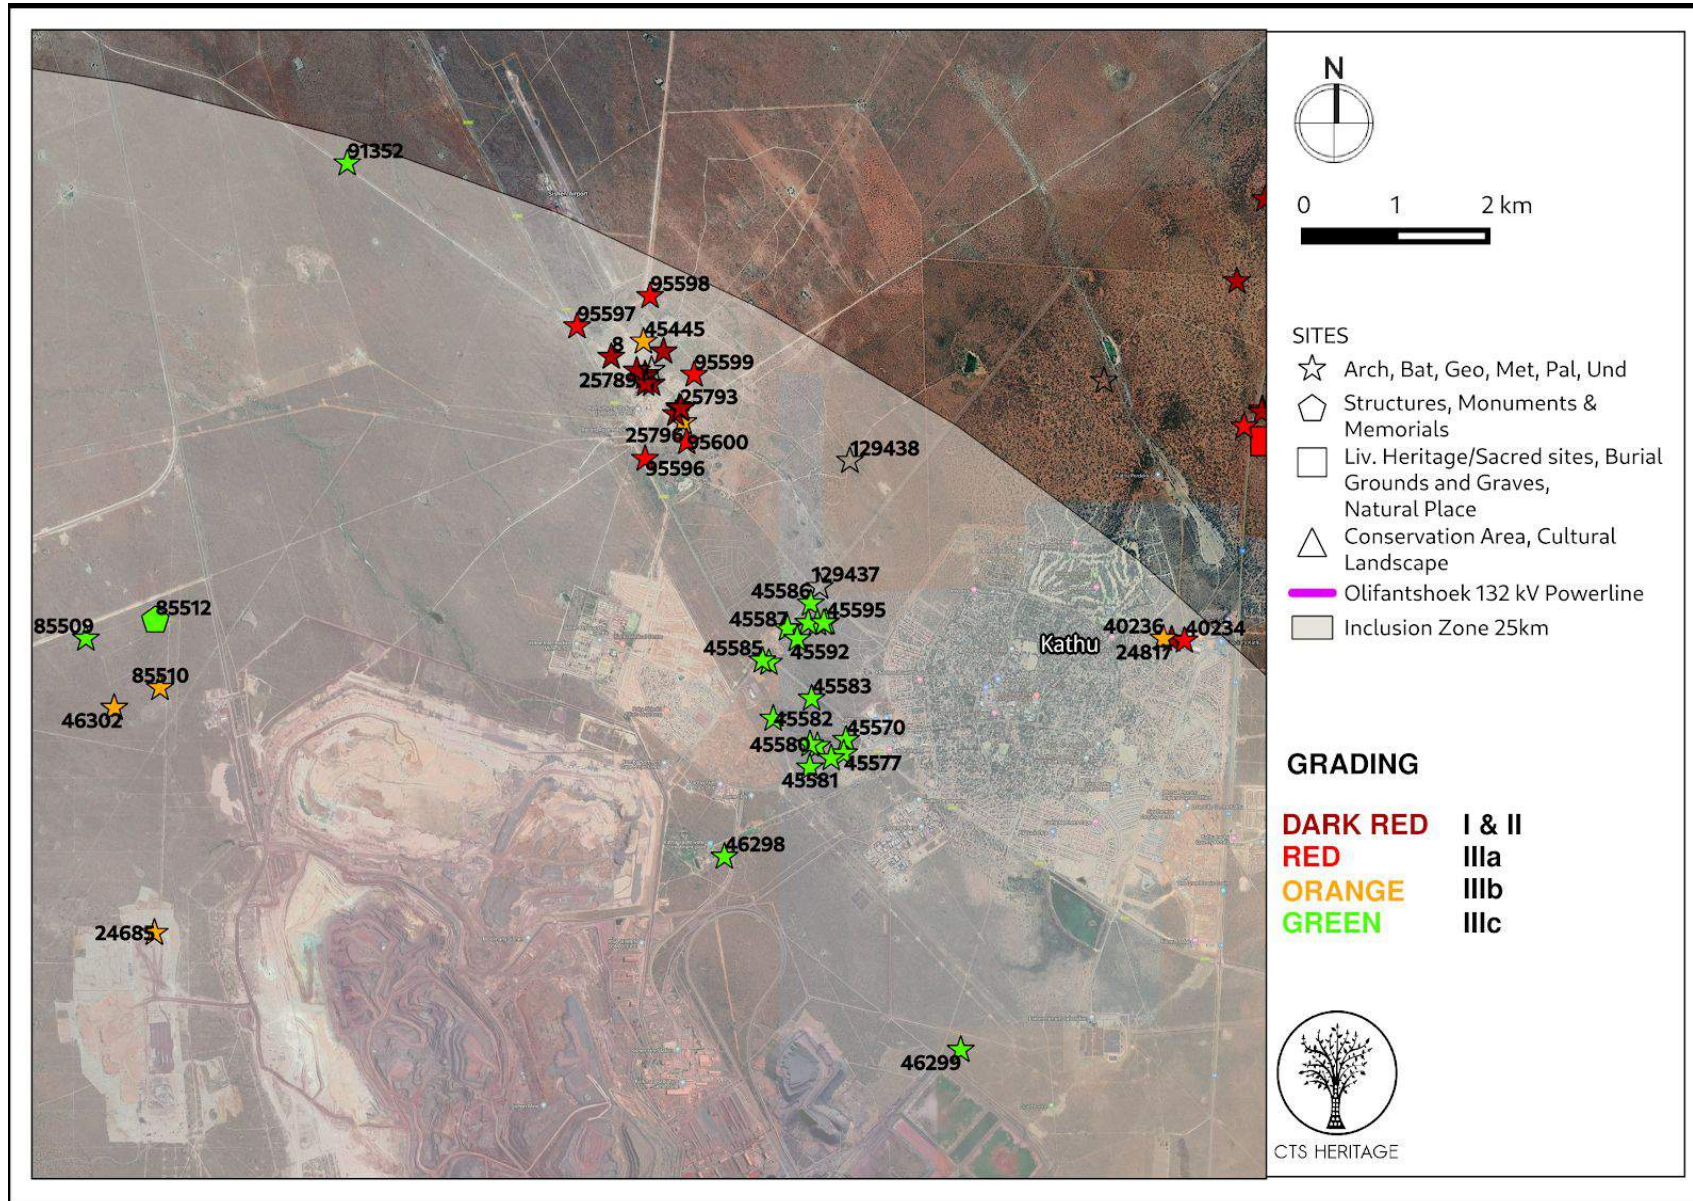 91352
Sishen Airport
95598
95597
45445
8
95599
25789
25793
25796
95600
95596
129438
129437
45586
45587
45595
45585
45592
85512
85509
85510
46302
45583
45582
45570
45580
45577
45581
Kathu
40236
40234
24817
46298
24685
46299
N
0 1 2 km
SITES
Arch, Bat, Geo, Met, Pal, Und
Structures, Monuments &
Memorials
Liv. Heritage/Sacred sites, Burial
Grounds and Graves,
Natural Place
Conservation Area, Cultural
Landscape
Olifantshoek 132 kV Powerline
Inclusion Zone 25km
GRADING
DARK RED I & II
RED IIIa
ORANGE IIIb
GREEN IIIc
CTS HERITAGE